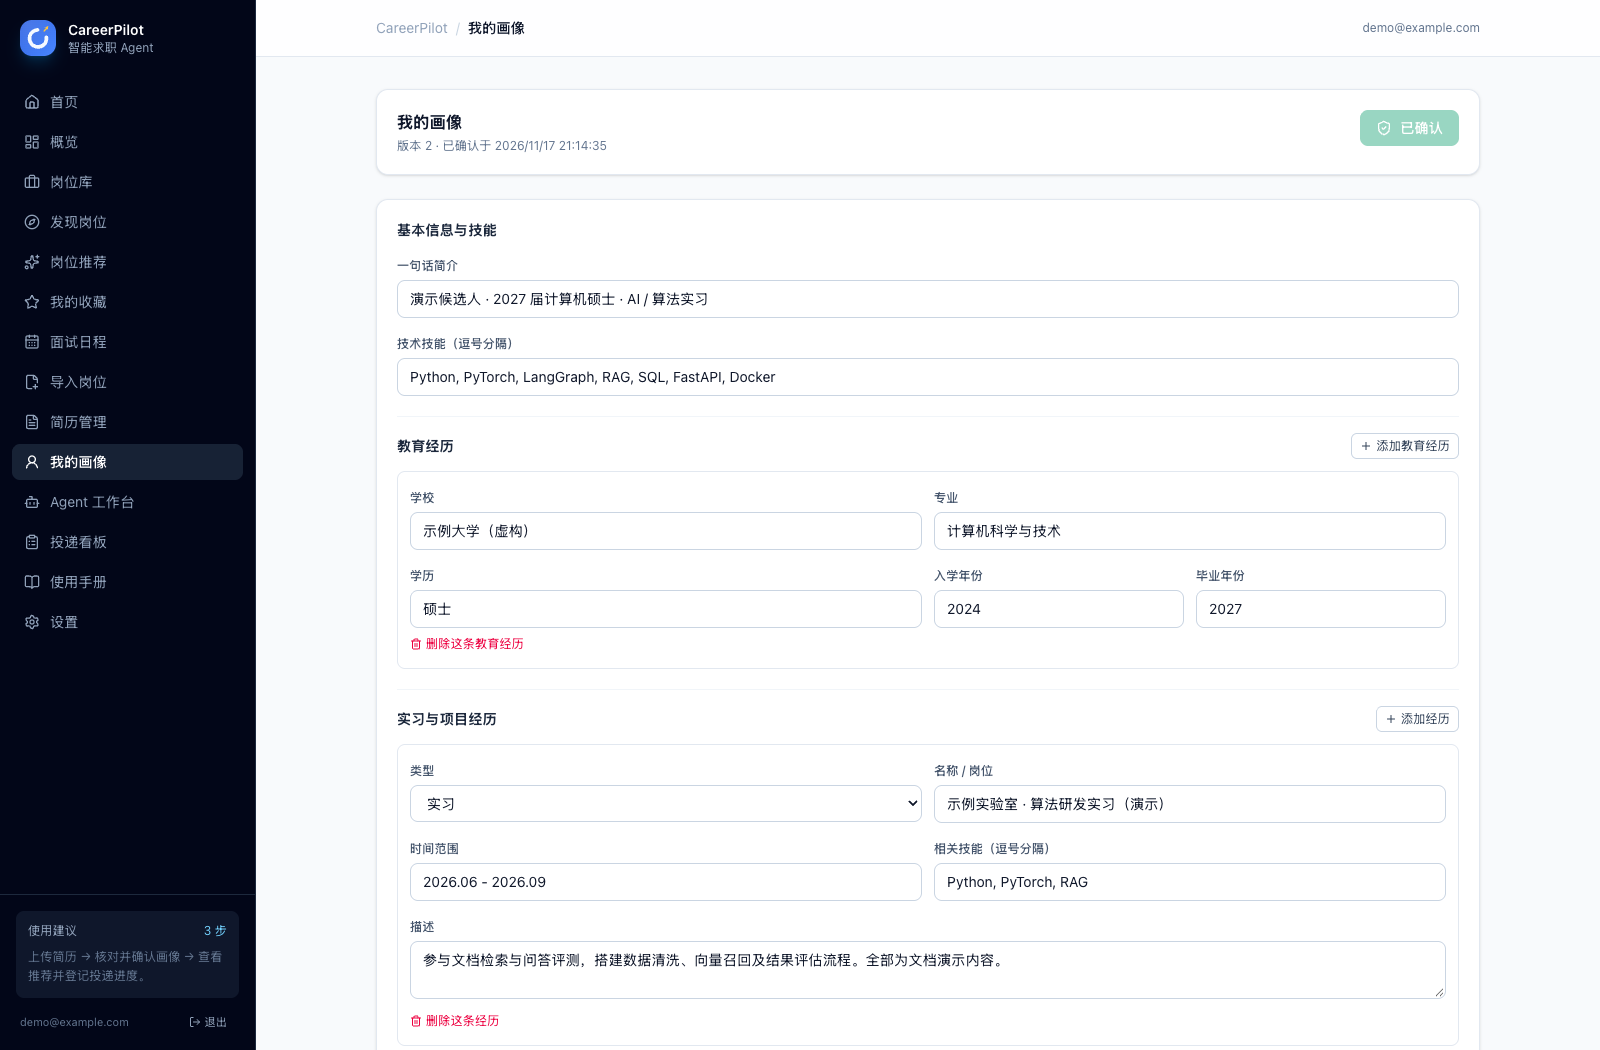 CareerPilot
智能求职 Agent
首页
概览
岗位库
发现岗位
岗位推荐
我的收藏
面试日程
导入岗位
简历管理
我的画像
Agent 工作台
投递看板
使用手册
设置
使用建议 3 步
上传简历 → 核对并确认画像 → 查看
推荐并登记投递进度。
demo@example.com 退出
CareerPilot / 我的画像 demo@example.com
我的画像
版本 2 · 已确认于 2026/11/17 21:14:35
已确认
基本信息与技能
一句话简介
演示候选人 · 2027 届计算机硕士 · AI / 算法实习
技术技能（逗号分隔）
Python, PyTorch, LangGraph, RAG, SQL, FastAPI, Docker
教育经历 + 添加教育经历
学校 专业
示例大学（虚构） 计算机科学与技术
学历 入学年份 毕业年份
硕士 2024 2027
删除这条教育经历
实习与项目经历 + 添加经历
类型 名称 / 岗位
实习 示例实验室 · 算法研发实习（演示）
时间范围 相关技能（逗号分隔）
2026.06 - 2026.09 Python, PyTorch, RAG
描述
参与文档检索与问答评测，搭建数据清洗、向量召回及结果评估流程。全部为文档演示内容。
删除这条经历